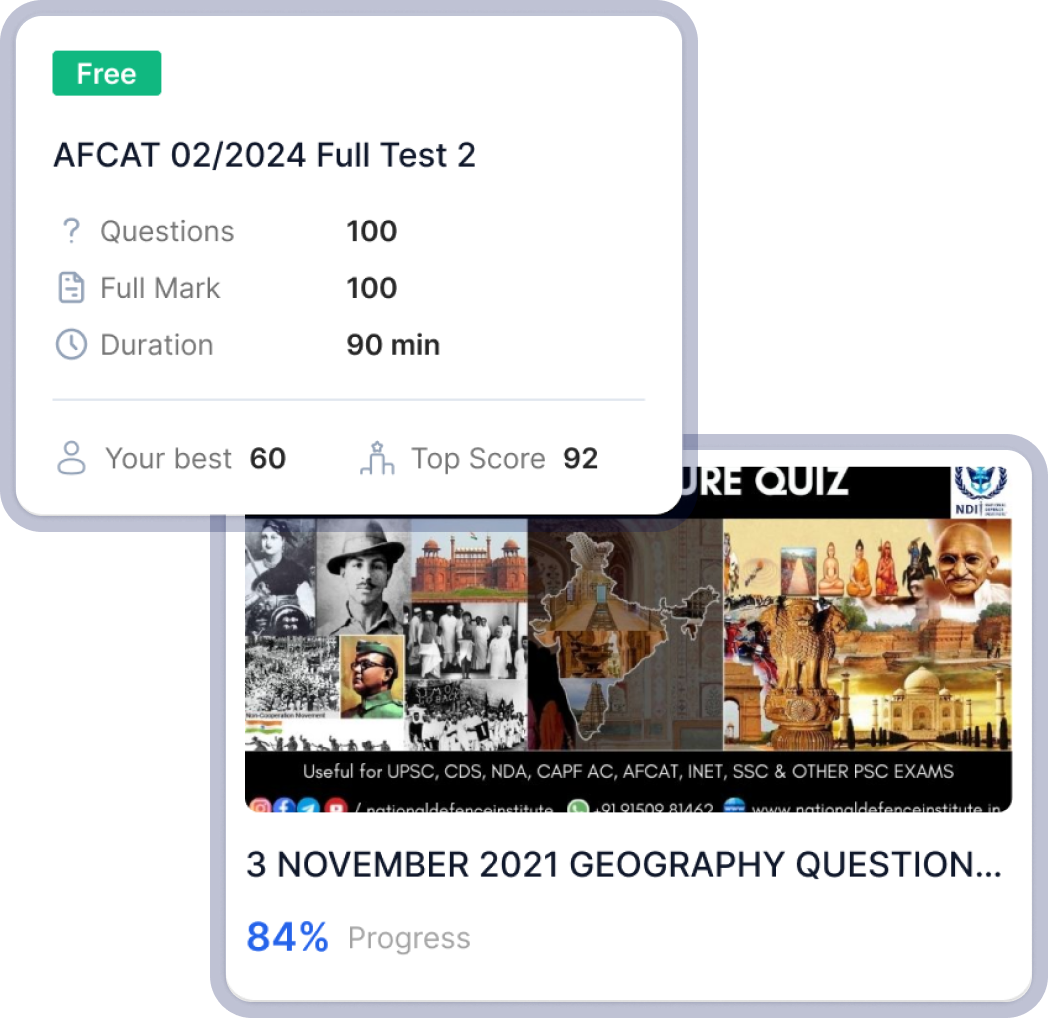 Free
AFCAT 02/2024 Full Test 2
? Questions 100
Full Mark 100
Duration 90 min
Your best 60 Top Score 92
URE QUIZ
NDI
Non-Cooperation Movement
Useful for UPSC, CDS, NDA, CAPF AC, AFCAT, INET, SSC & OTHER PSC EXAMS
/ nationaldefenceinstitute +91 91509 81462 www.nationaldefenceinstitute.in
3 NOVEMBER 2021 GEOGRAPHY QUESTION...
84% Progress